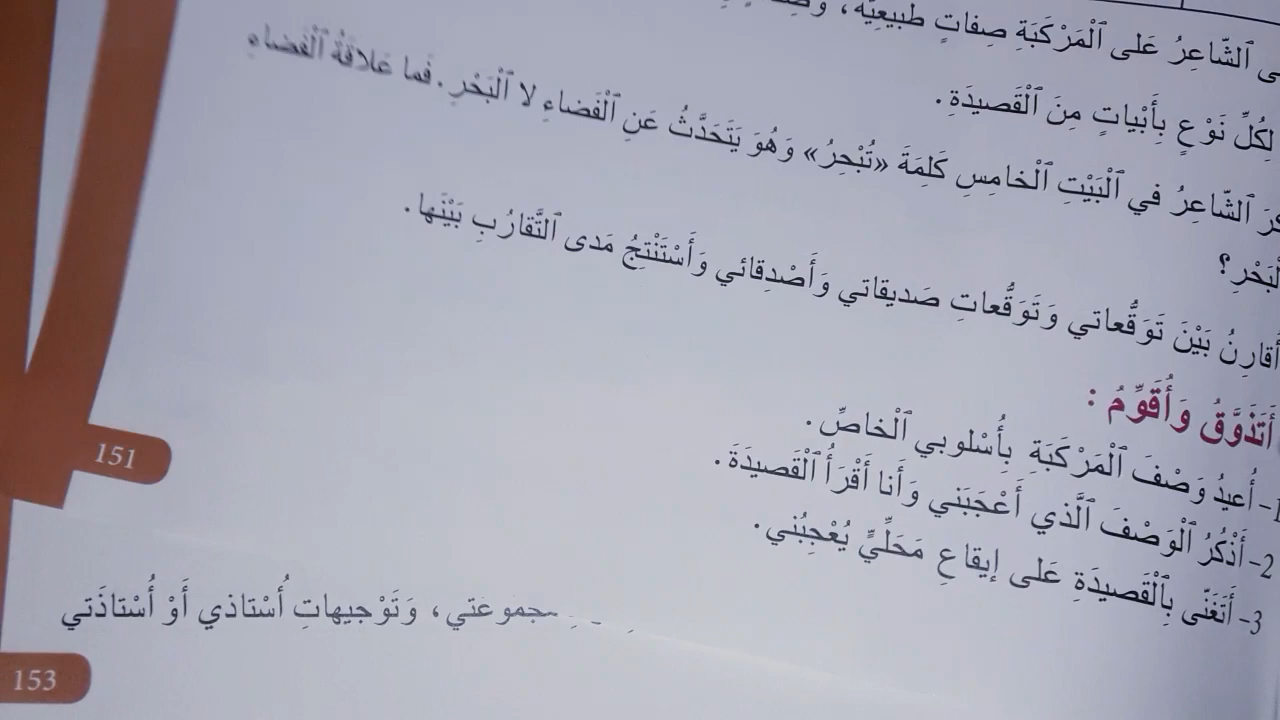 ٱلشّاعِرُ عَلى ٱلْمَرْكَبَةِ صِفاتٍ طَبيعِيَّة،
لِكُلِّ نَوْعٍ بِأَبْياتٍ مِنَ ٱلْقَصيدَةِ.
ٱلشّاعِرُ في ٱلْبَيْتِ ٱلْخامِسِ كَلِمَةَ «تُبْحِرُ» وَهُوَ يَتَحَدَّثُ عَنِ ٱلْفَضاءِ لا ٱلْبَحْرِ. فَما عَلاقَةُ ٱلْفَضاءِ
ٱلْبَحْرِ؟
أُقارِنُ بَيْنَ تَوَقُّعاتي وَتَوَقُّعاتِ صَديقاتي وَأَصْدِقائي وَأَسْتَنْتِجُ مَدى ٱلتَّقارُبِ بَيْنَها.
أَتَذَوَّقُ وَأُقَوِّمُ :
1- أُعيدُ وَصْفَ ٱلْمَرْكَبَةِ بِأُسْلوبي ٱلْخاصِّ.
2- أَذْكُرُ ٱلْوَصْفَ ٱلَّذي أَعْجَبَني وَأَنا أَقْرَأُ ٱلْقَصيدَةَ.
3- أَتَغَنّى بِٱلْقَصيدَةِ عَلى إيقاعٍ مَحَلِّيٍّ يُعْجِبُني.
151
مجموعتي، وَتَوْجيهاتِ أُسْتاذي أَوْ أُسْتاذَتي
153